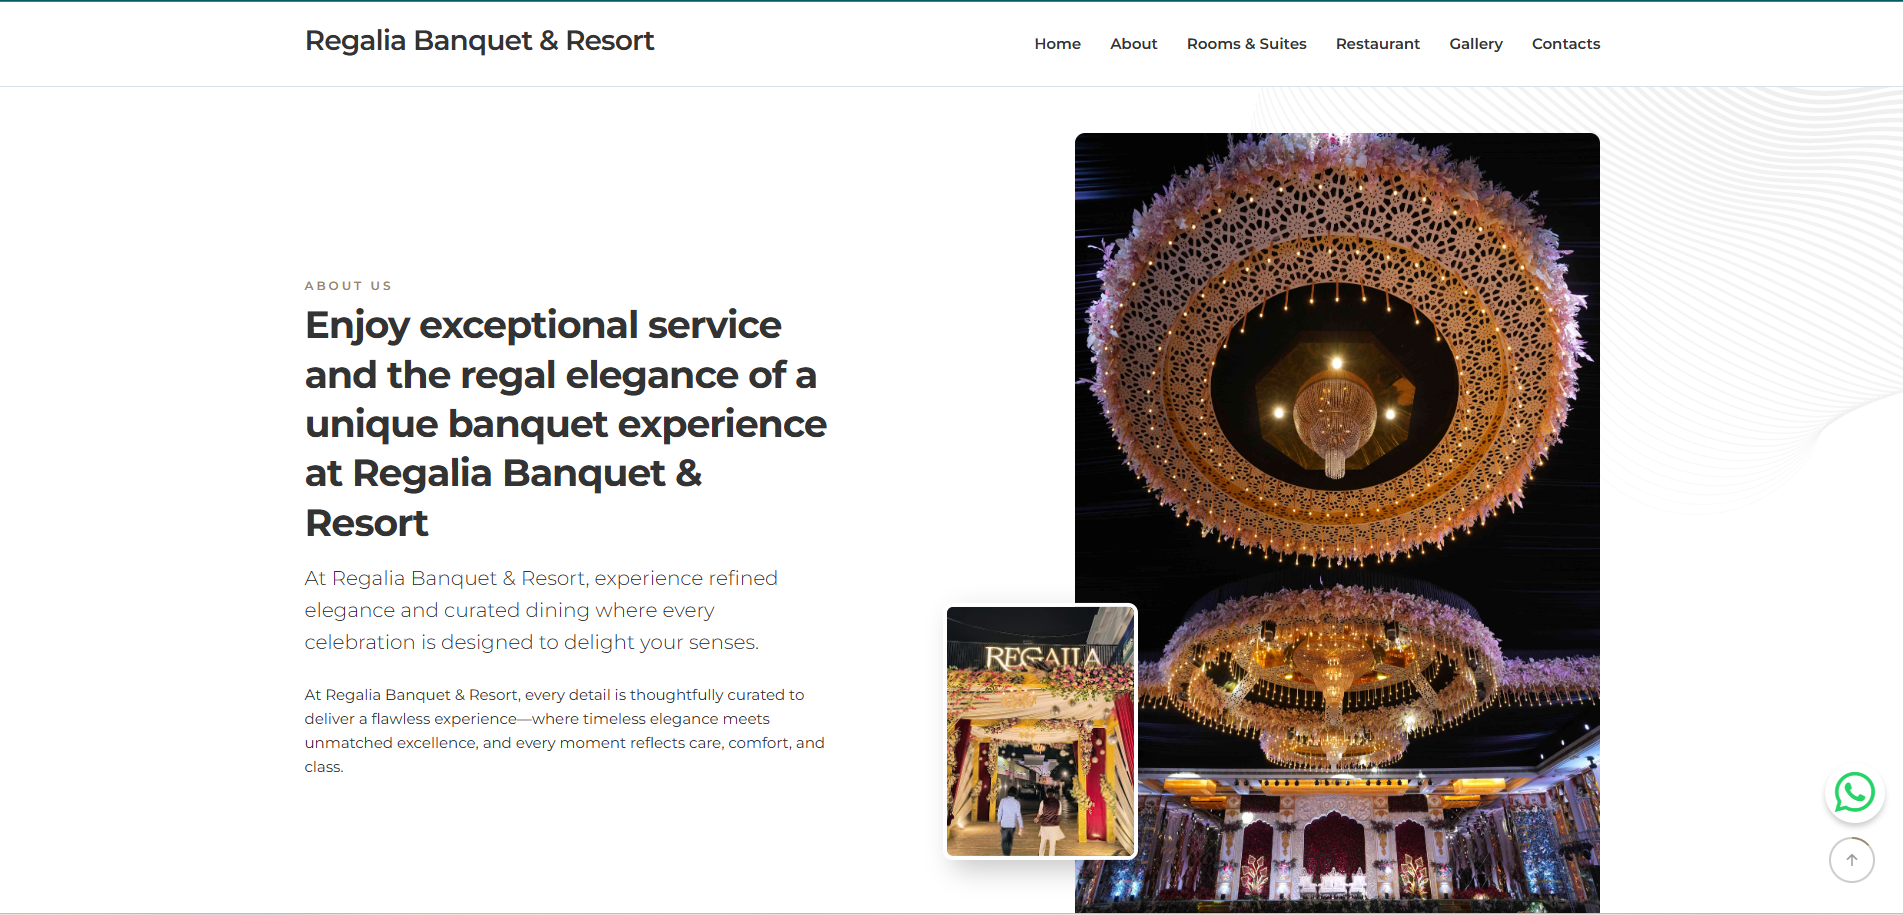 Regalia Banquet & Resort
Home About Rooms & Suites Restaurant Gallery Contacts
ABOUT US
Enjoy exceptional service
and the regal elegance of a
unique banquet experience
at Regalia Banquet &
Resort
At Regalia Banquet & Resort, experience refined
elegance and curated dining where every
celebration is designed to delight your senses.
At Regalia Banquet & Resort, every detail is thoughtfully curated to
deliver a flawless experience—where timeless elegance meets
unmatched excellence, and every moment reflects care, comfort, and
class.
REGALIA